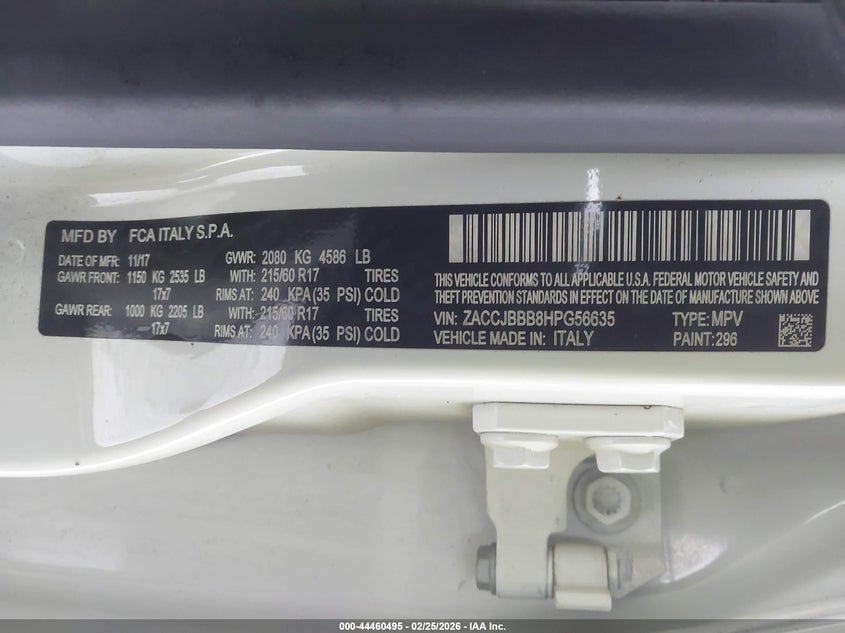 MFD BY FCA ITALY S.P.A.
DATE OF MFR: 11/17 GVWR: 2080 KG 4586 LB
GAWR FRONT: 1150 KG 2535 LB WITH: 215/60 R17 TIRES
17x7 RIMS AT: 240 KPA (35 PSI) COLD
GAWR REAR: 1000 KG 2205 LB WITH: 215/60 R17 TIRES
17x7 RIMS AT: 240 KPA (35 PSI) COLD
THIS VEHICLE CONFORMS TO ALL APPLICABLE U.S.A. FEDERAL MOTOR VEHICLE SAFETY AND
THEFT PREVENTION STANDARDS IN EFFECT ON THE DATE OF MANUFACTURE SHOWN ABOVE
VIN: ZACCJBBB8HPG56635 TYPE: MPV
VEHICLE MADE IN: ITALY PAINT: 296
000-44460495 - 02/25/2026 - IAA Inc.